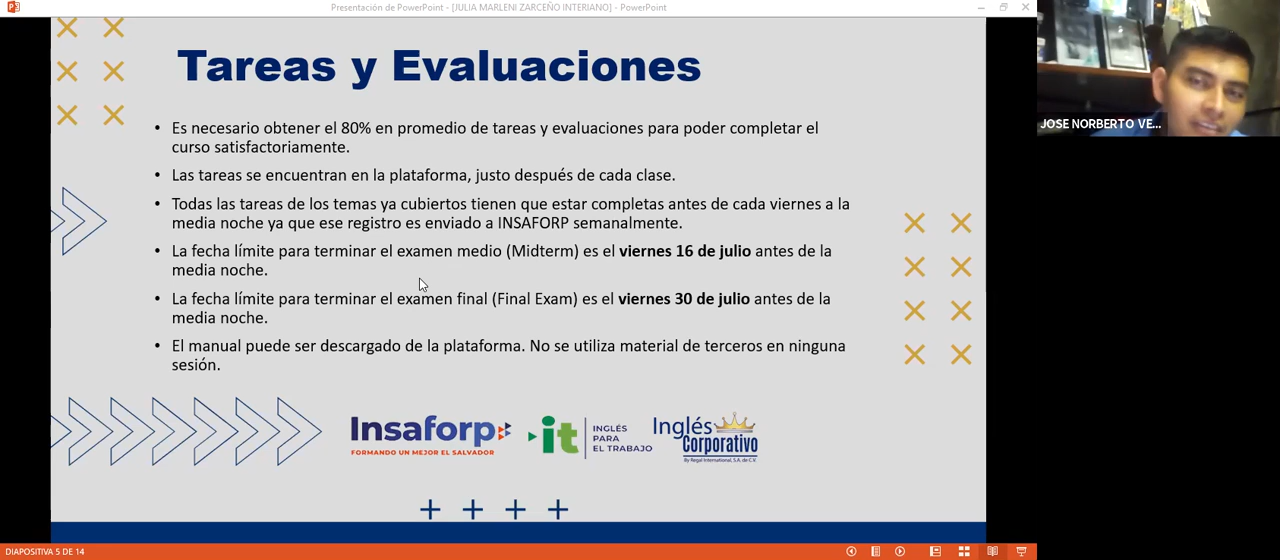 Presentación de PowerPoint - [JULIA MARLENI ZARCEÑO INTERIANO] - PowerPoint
Tareas y Evaluaciones
• Es necesario obtener el 80% en promedio de tareas y evaluaciones para poder completar el
curso satisfactoriamente.
• Las tareas se encuentran en la plataforma, justo después de cada clase.
• Todas las tareas de los temas ya cubiertos tienen que estar completas antes de cada viernes a la
media noche ya que ese registro es enviado a INSAFORP semanalmente.
• La fecha límite para terminar el examen medio (Midterm) es el viernes 16 de julio antes de la
media noche.
• La fecha límite para terminar el examen final (Final Exam) es el viernes 30 de julio antes de la
media noche.
• El manual puede ser descargado de la plataforma. No se utiliza material de terceros en ninguna
sesión.
Insaforp
FORMANDO UN MEJOR EL SALVADOR
it
INGLÉS
PARA
EL TRABAJO
Inglés
Corporativo
By Regal International, S.A. de C.V.
JOSE NORBERTO VE...
DIAPOSITIVA 5 DE 14